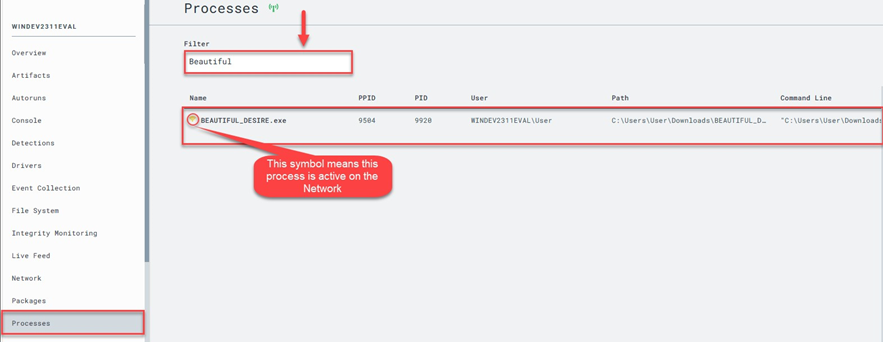 Processes
WINDEV2311EVAL
Overview
Artifacts
Autoruns
Console
Detections
Drivers
Event Collection
File System
Integrity Monitoring
Live Feed
Network
Packages
Processes
Filter
Beautiful
Name PPID PID User Path Command Line
BEAUTIFUL_DESIRE.exe 9504 9920 WINDEV2311EVAL\User C:\Users\User\Downloads\BEAUTIFUL_D… "C:\Users\User\Downloads
This symbol means this
process is active on the
Network